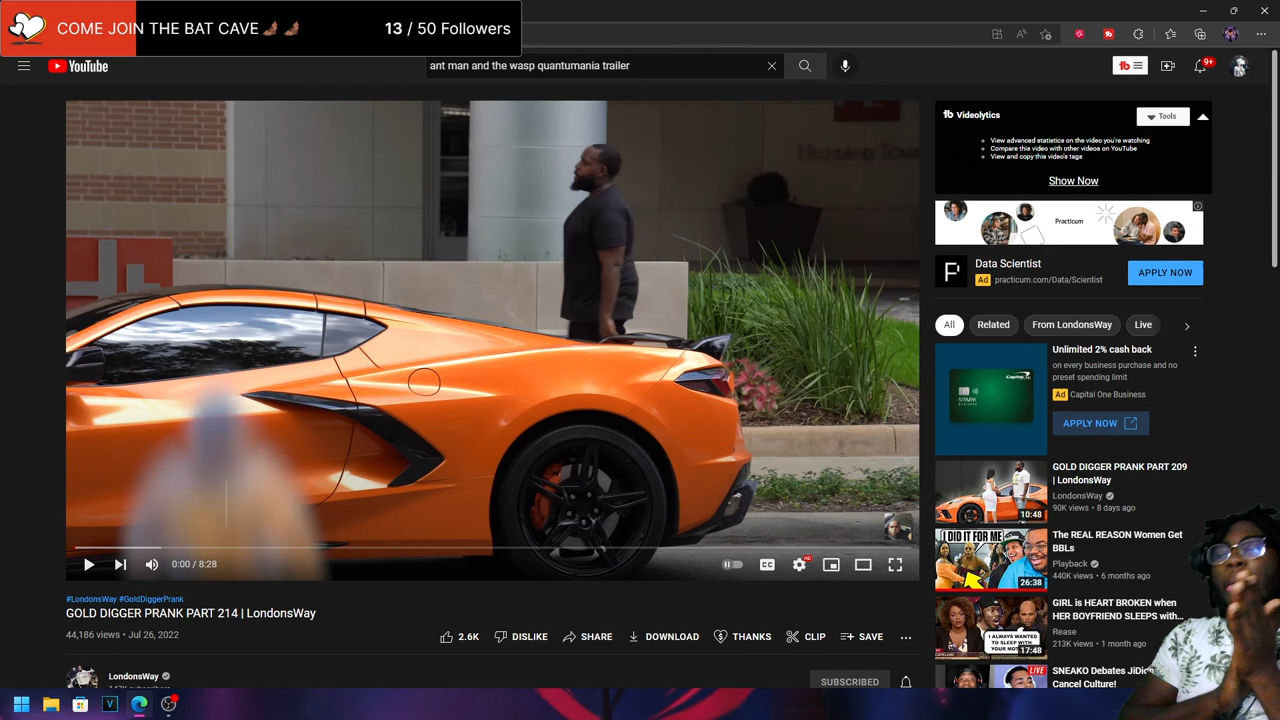 COME JOIN THE BAT CAVE🦇 🦇
13 / 50 Followers
YouTube
ant man and the wasp quantumania trailer
9+
Videolytics
Tools
View advanced statistics on the video you're watching
Compare this video with other videos on YouTube
View and copy this video's tags
Show Now
Practicum
Data Scientist
Ad practicum.com/Data/Scientist
APPLY NOW
All
Related
From LondonsWay
Live
Unlimited 2% cash back
on every business purchase and no
preset spending limit
Ad Capital One Business
APPLY NOW
GOLD DIGGER PRANK PART 209
| LondonsWay
LondonsWay
90K views • 8 days ago
10:48
The REAL REASON Women Get
BBLs
Playback
440K views • 6 months ago
I DID IT FOR ME!
26:38
GIRL is HEART BROKEN when
HER BOYFRIEND SLEEPS with...
Rease
213K views • 1 month ago
17:48
LIVE
Cancel Culture!
0:00 / 8:28
CC
HD
#LondonsWay #GoldDiggerPrank
GOLD DIGGER PRANK PART 214 | LondonsWay
44,186 views • Jul 26, 2022
2.6K
DISLIKE
SHARE
DOWNLOAD
THANKS
CLIP
SAVE
LondonsWay
SUBSCRIBED